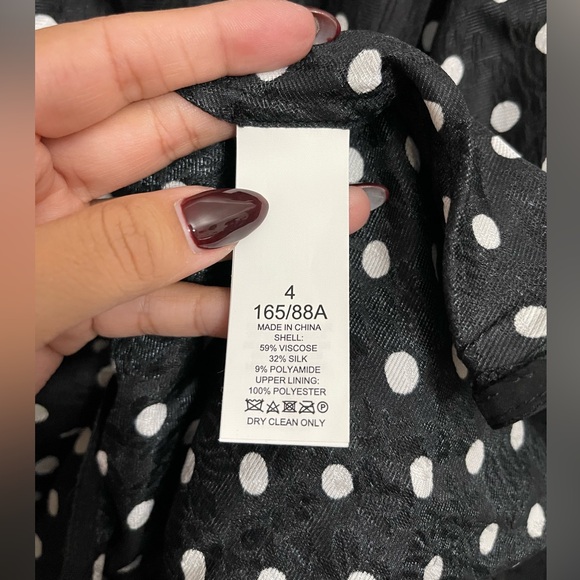 4
165/88A
MADE IN CHINA
SHELL:
59% VISCOSE
32% SILK
9% POLYAMIDE
UPPER LINING:
100% POLYESTER
DRY CLEAN ONLY